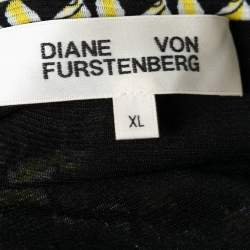 DIANE VON
FURSTENBERG
XL